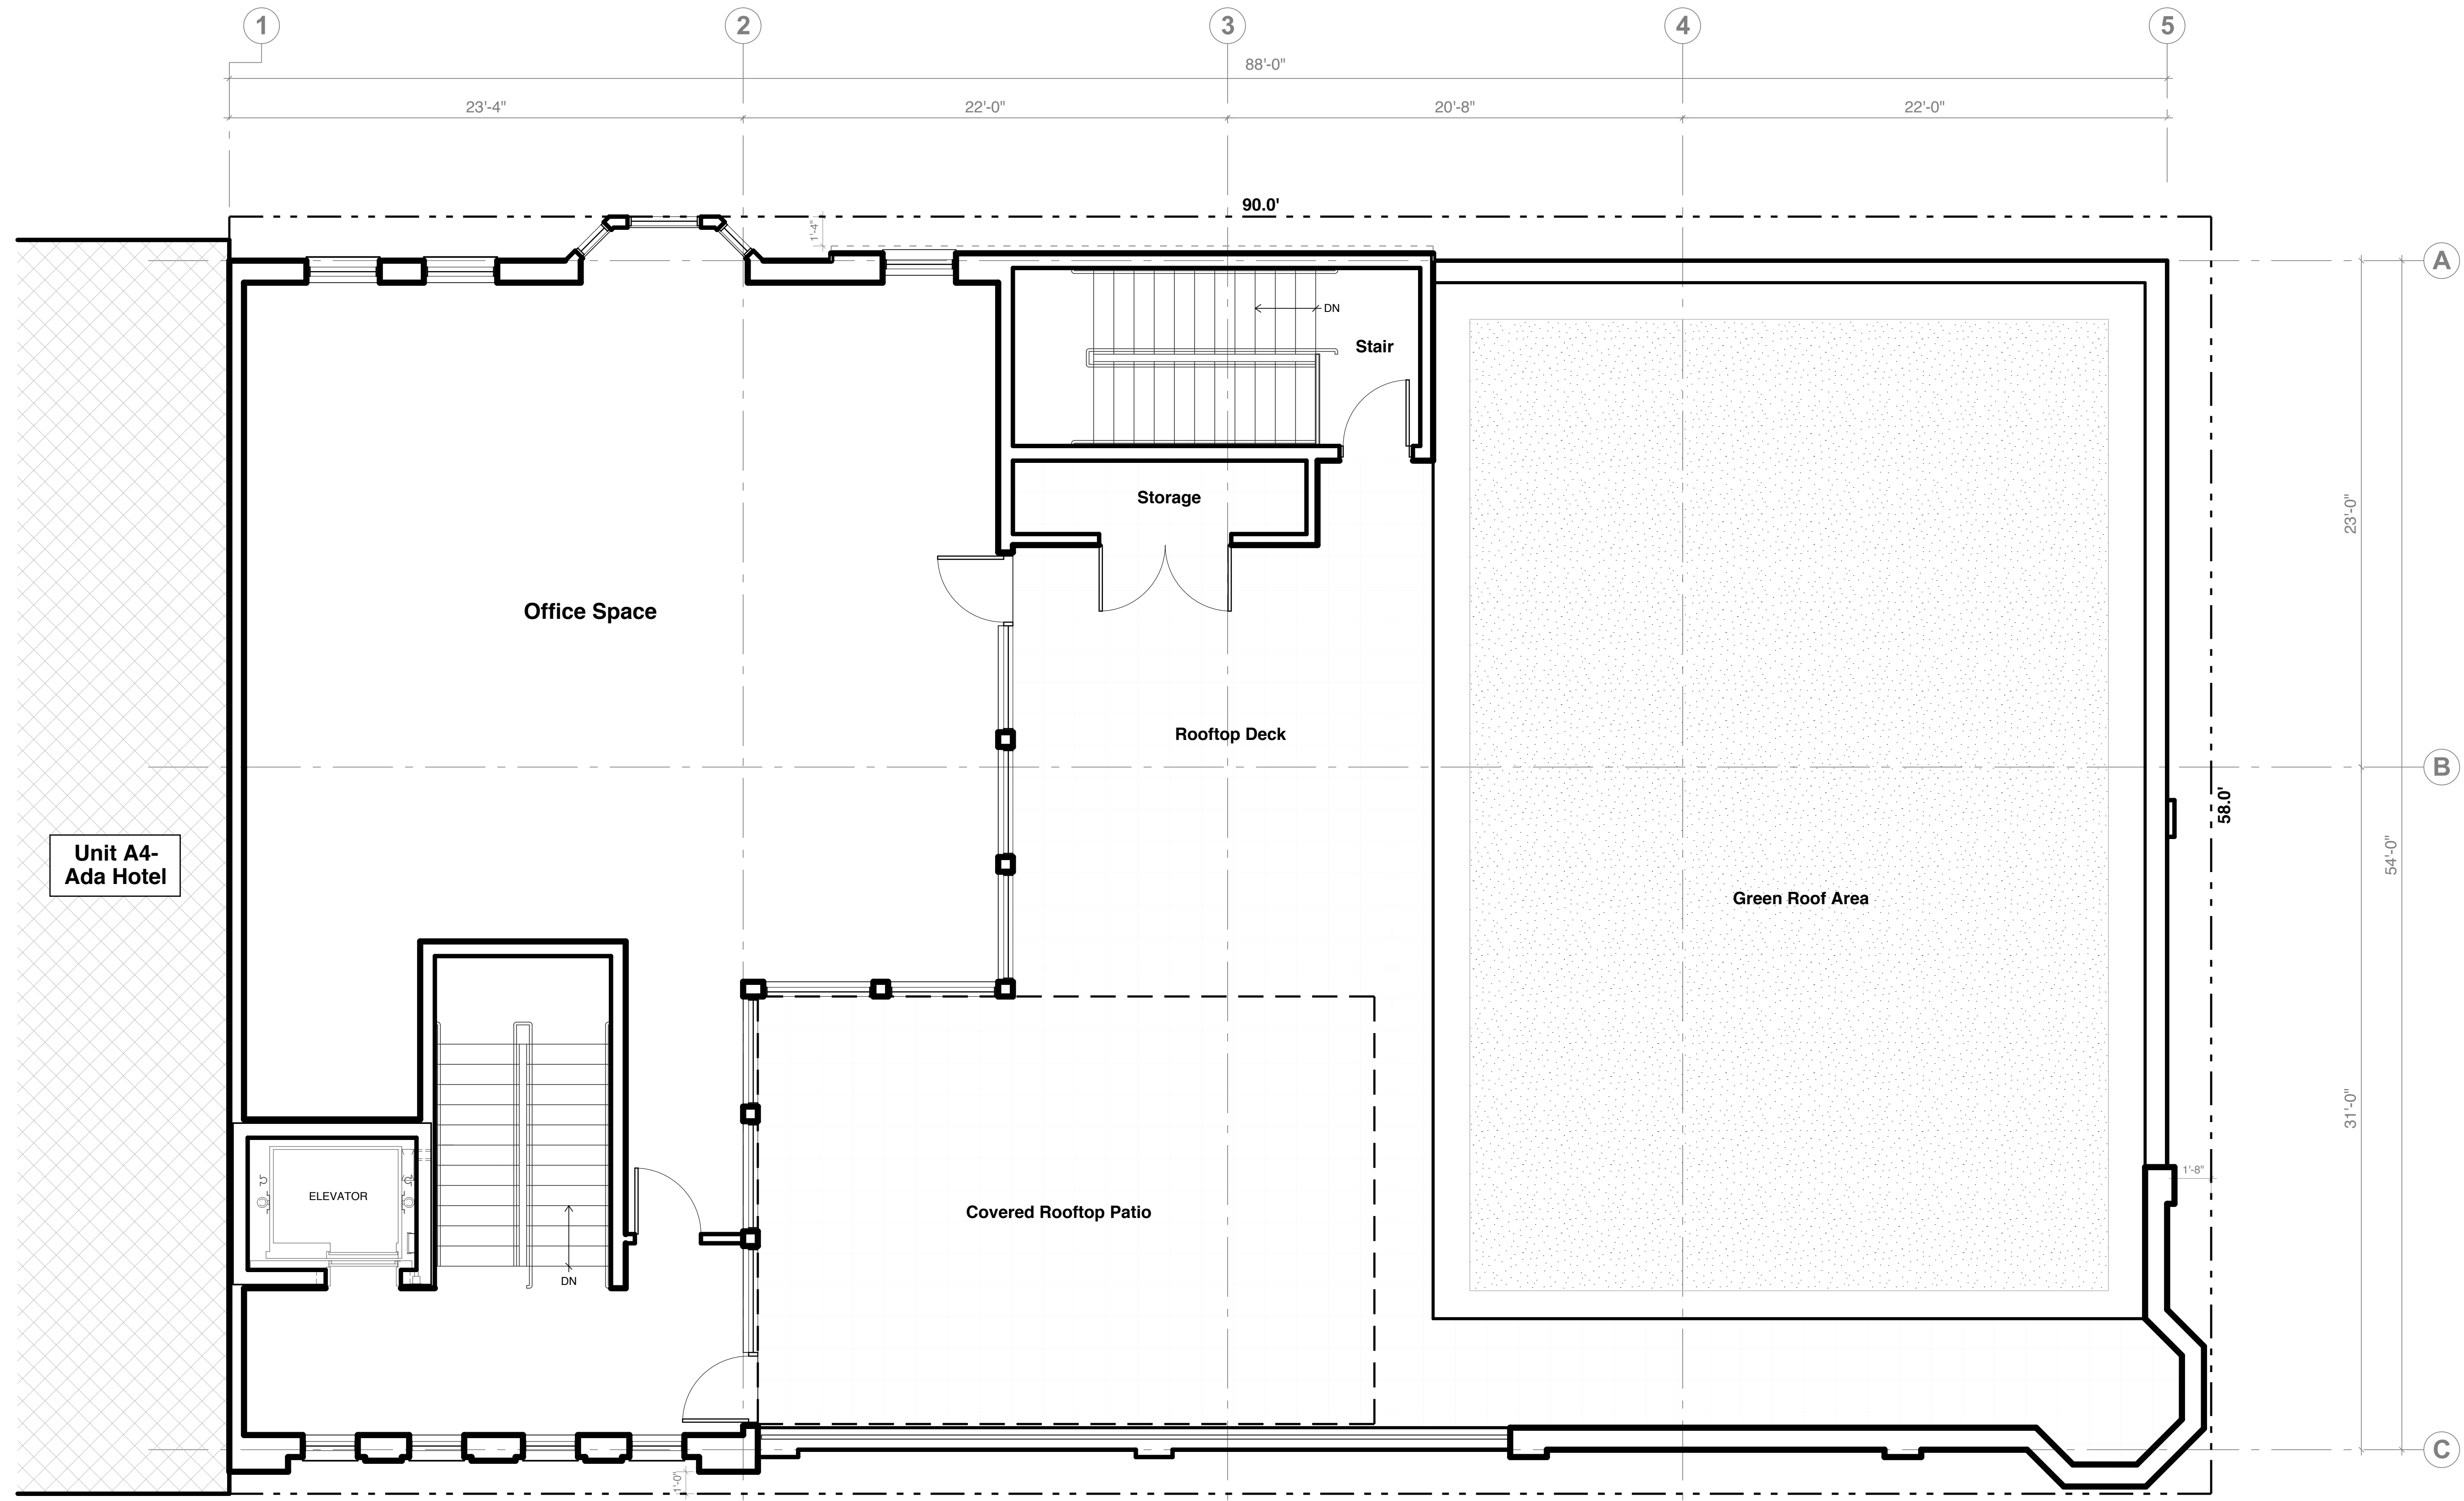 1
2
3
4
5
88'-0"
23'-4"
22'-0"
20'-8"
22'-0"
90.0'
1'-4"
A
DN
Stair
Storage
23'-0"
Office Space
Rooftop Deck
B
58.0'
54'-0"
Unit A4-
Ada Hotel
Green Roof Area
31'-0"
1'-8"
ELEVATOR
Covered Rooftop Patio
DN
C
1'-0"